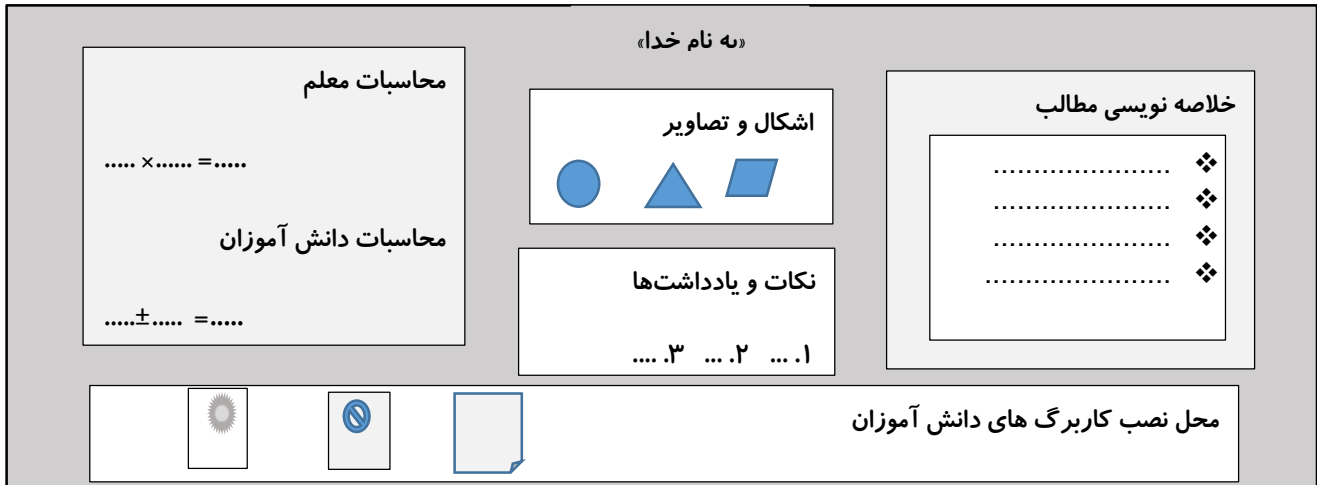 «به نام خدا»
خلاصه نویسی مطالب
❖ ......................
❖ ......................
❖ ......................
❖ .......................
اشکال و تصاویر
نکات و یادداشت‌ها
۱. ... ۲. ... ۳. ....
محاسبات معلم
..... ×...... =.....
محاسبات دانش آموزان
.....±..... =.....
محل نصب کاربرگ های دانش آموزان